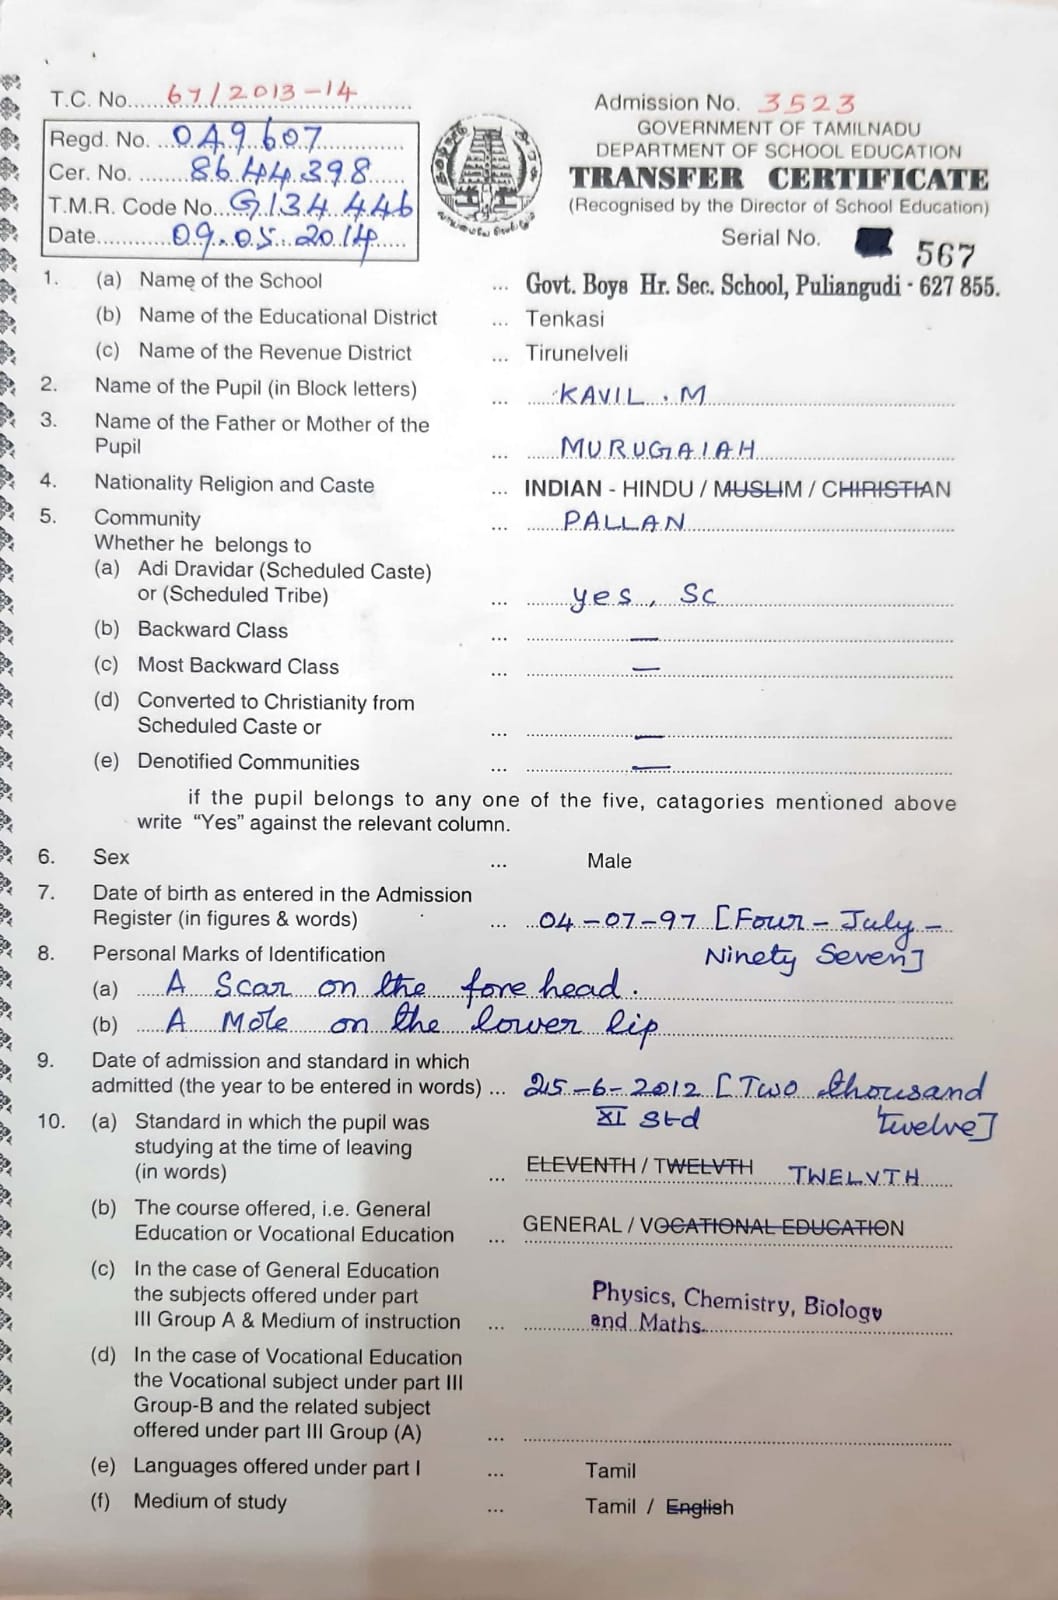 T.C. No. 67/2013-14
Admission No. 3523
Regd. No. 0A9607
Cer. No. 8644398
T.M.R. Code No. G134446
Date 09.05.2014
GOVERNMENT OF TAMILNADU
DEPARTMENT OF SCHOOL EDUCATION
TRANSFER CERTIFICATE
(Recognised by the Director of School Education)
Serial No. 567
1. (a) Name of the School ... Govt. Boys Hr. Sec. School, Puliangudi - 627 855.
(b) Name of the Educational District ... Tenkasi
(c) Name of the Revenue District ... Tirunelveli
2. Name of the Pupil (in Block letters) ... KAVIL . M
3. Name of the Father or Mother of the
Pupil ... MURUGAIAH
4. Nationality Religion and Caste ... INDIAN - HINDU / MUSLIM / CHIRISTIAN
5. Community ... PALLAN
Whether he belongs to
(a) Adi Dravidar (Scheduled Caste)
or (Scheduled Tribe) ... yes, SC
(b) Backward Class ... —
(c) Most Backward Class ... —
(d) Converted to Christianity from
Scheduled Caste or ... —
(e) Denotified Communities ... —
if the pupil belongs to any one of the five, catagories mentioned above
write “Yes” against the relevant column.
6. Sex ... Male
7. Date of birth as entered in the Admission
Register (in figures & words) ... 04-07-97 [Four - July -
8. Personal Marks of Identification Ninety Seven]
(a) A Scar on the fore head.
(b) A Mole on the lower lip
9. Date of admission and standard in which
admitted (the year to be entered in words) ... 25-6-2012 [Two thousand
10. (a) Standard in which the pupil was XI Std Twelve]
studying at the time of leaving
(in words) ... ELEVENTH / TWELVTH TWELVTH
(b) The course offered, i.e. General
Education or Vocational Education ... GENERAL / VOCATIONAL EDUCATION
(c) In the case of General Education
the subjects offered under part Physics, Chemistry, Biology
III Group A & Medium of instruction ... and Maths.
(d) In the case of Vocational Education
the Vocational subject under part III
Group-B and the related subject
offered under part III Group (A) ...
(e) Languages offered under part I ... Tamil
(f) Medium of study ... Tamil / English